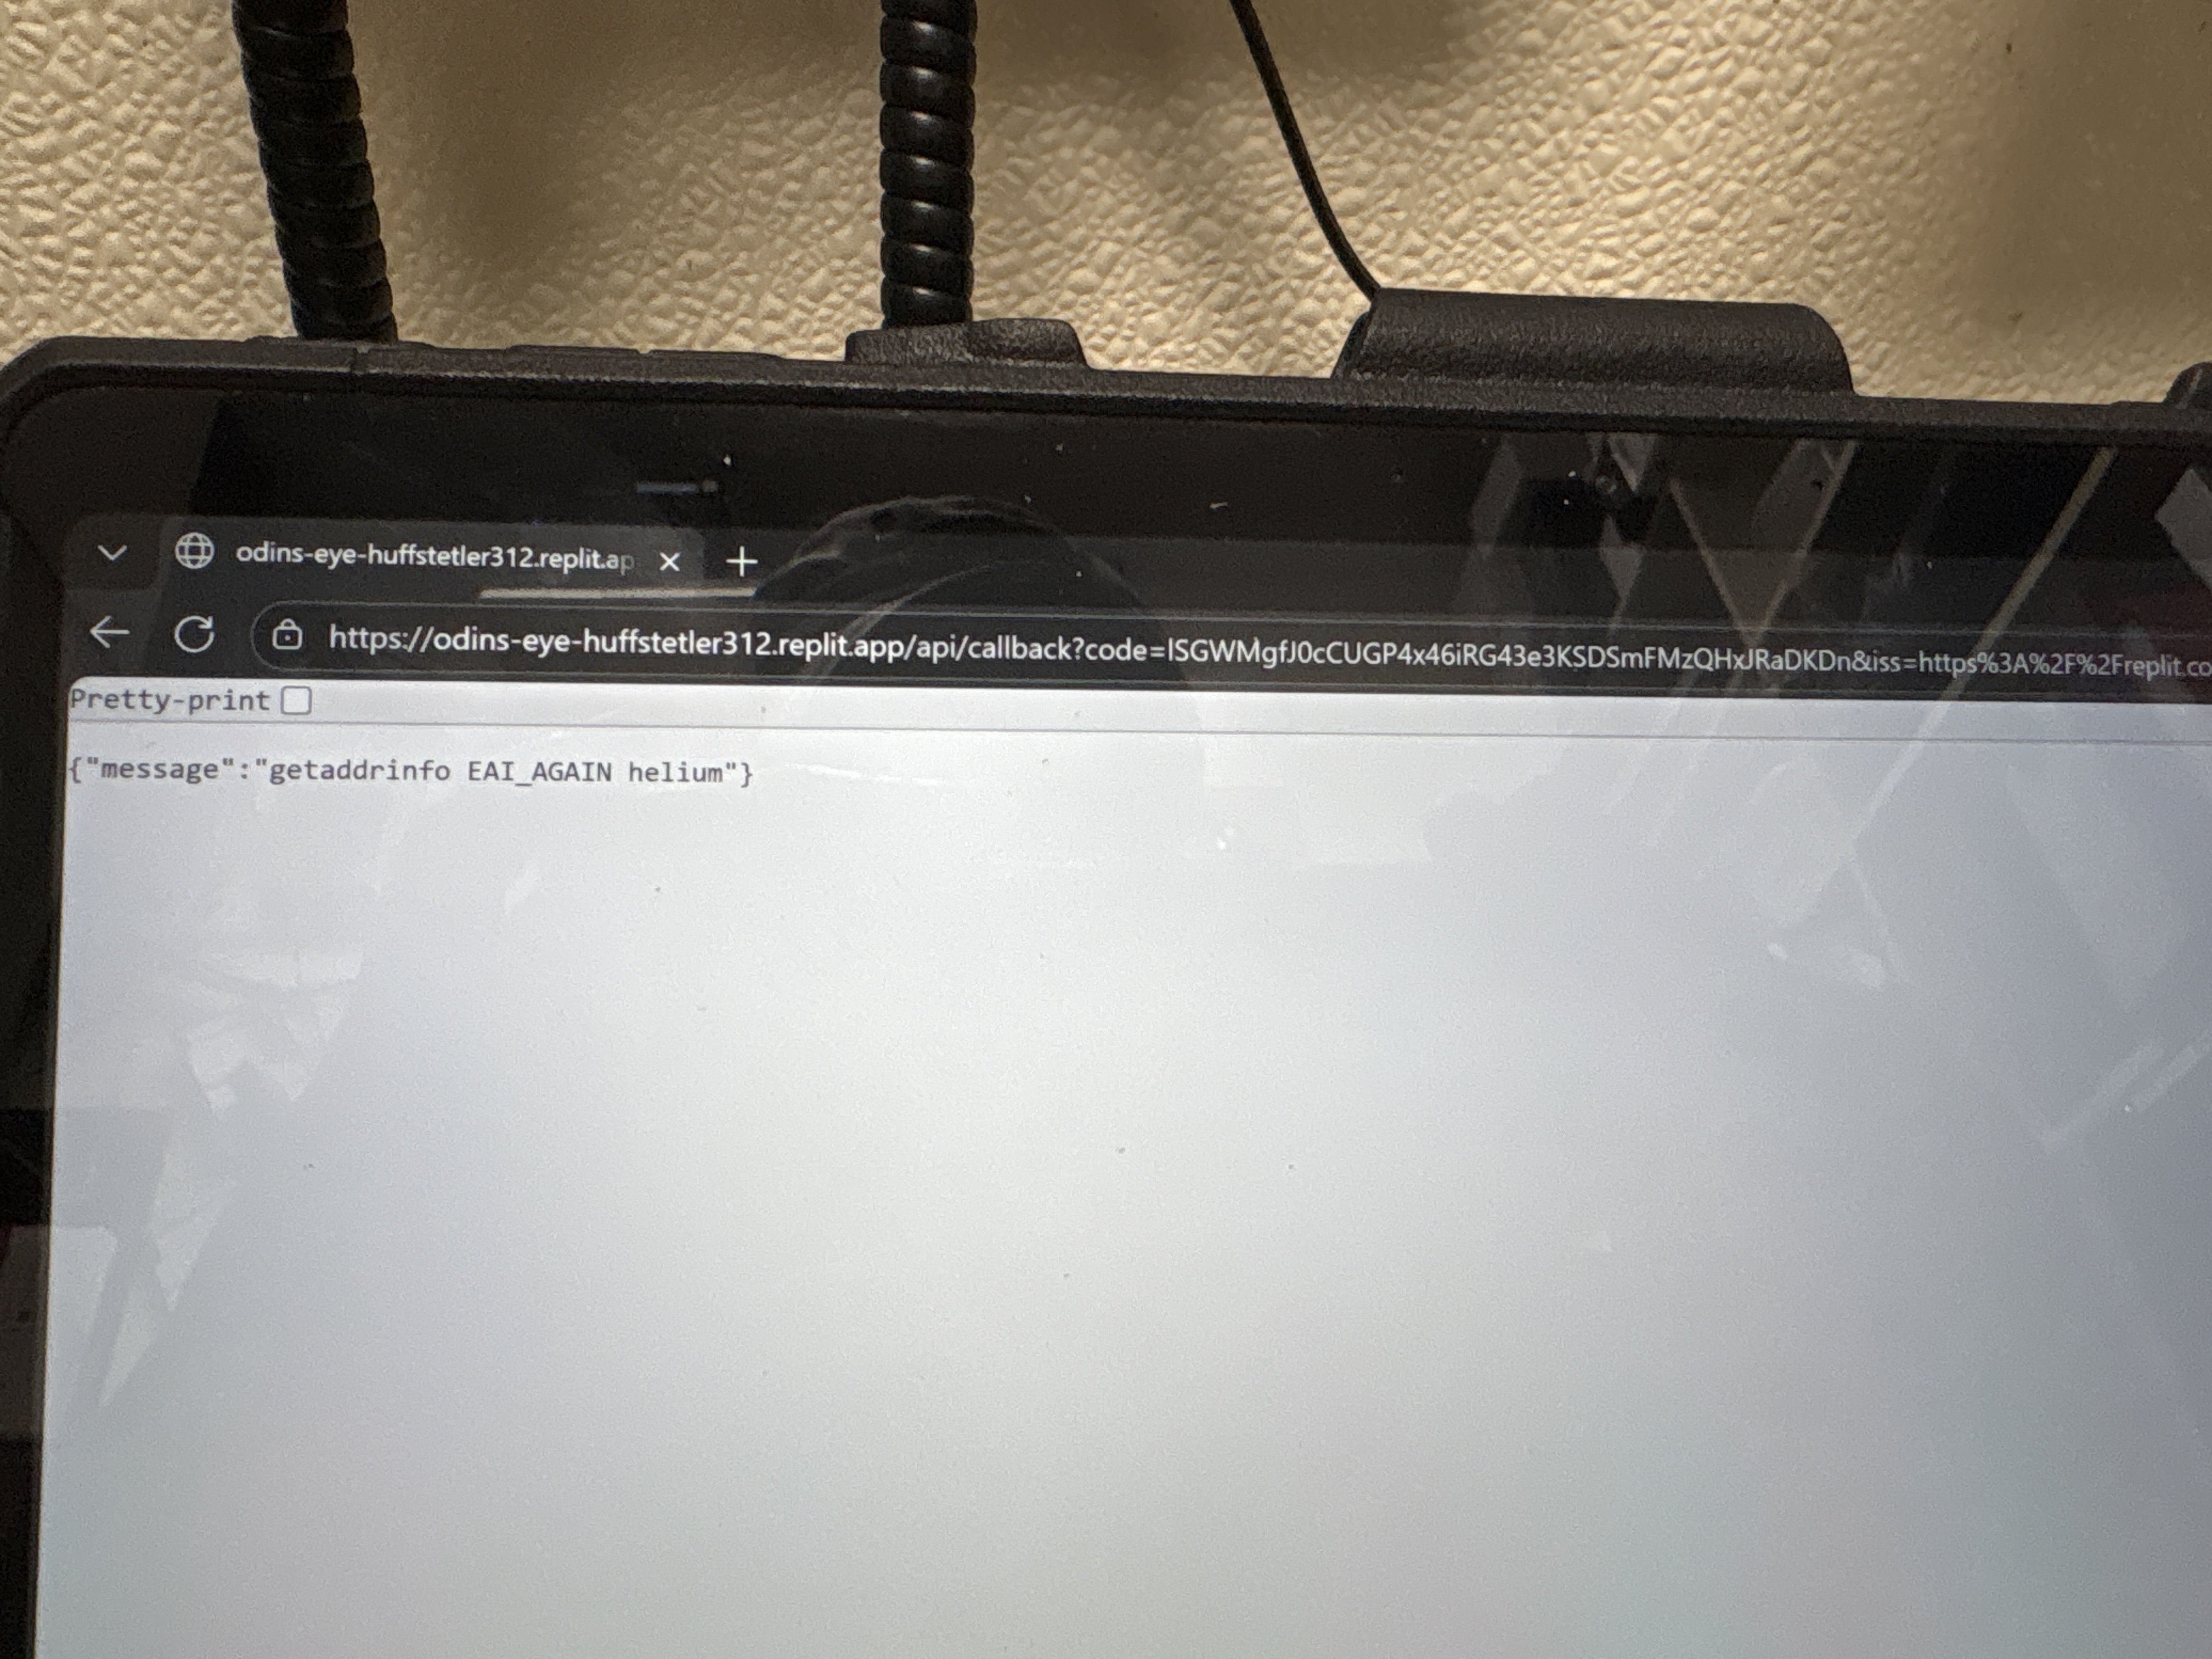 odins-eye-huffstetler312.replit.ap
https://odins-eye-huffstetler312.replit.app/api/callback?code=lSGWMgfJ0cCUGP4x46iRG43e3KSDSmFMzQHxJRaDKDn&iss=https%3A%2F%2Freplit.co
Pretty-print
{"message":"getaddrinfo EAI_AGAIN helium"}